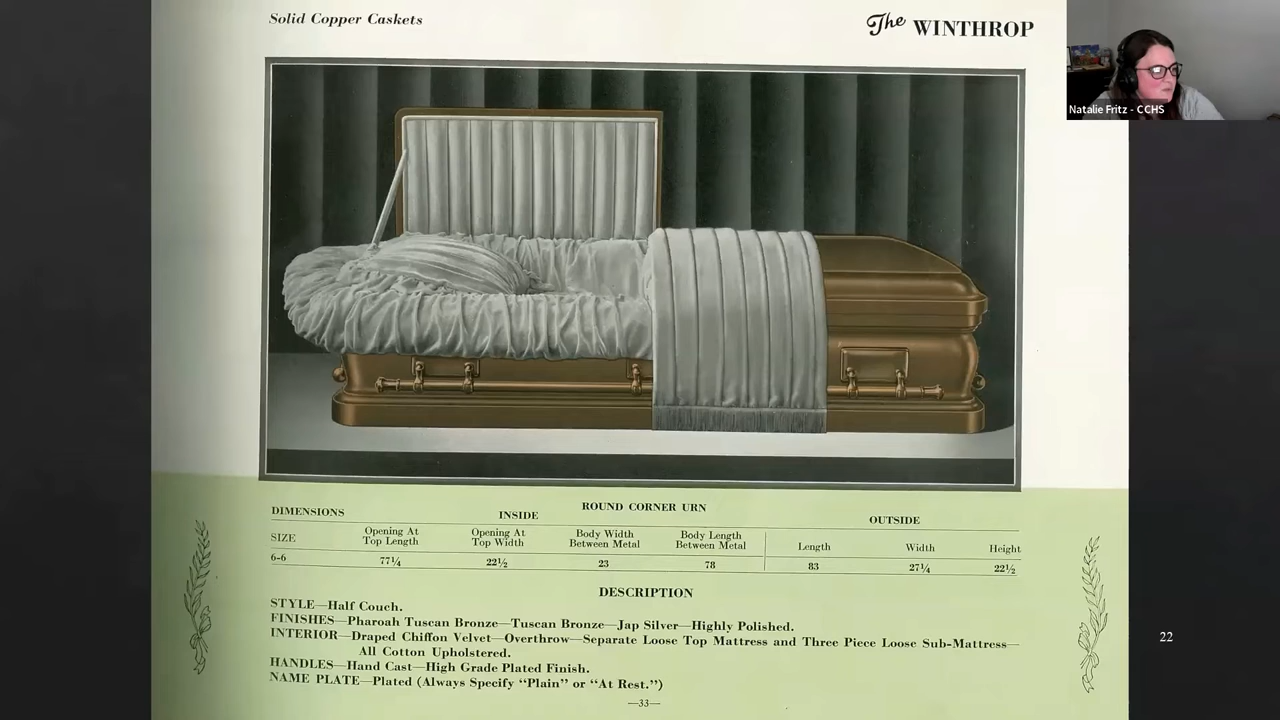 Solid Copper Caskets
The WINTHROP
Natalie Fritz - CCHS
DIMENSIONS INSIDE ROUND CORNER URN OUTSIDE
SIZE Opening At Top Length Opening At Top Width Body Width Between Metal Body Length Between Metal Length Width Height
6-6 77¼ 22½ 23 78 83 27¼ 22½
DESCRIPTION
STYLE—Half Couch.
FINISHES—Pharoah Tuscan Bronze—Tuscan Bronze—Jap Silver—Highly Polished.
INTERIOR—Draped Chiffon Velvet—Overthrow—Separate Loose Top Mattress and Three Piece Loose Sub-Mattress—
All Cotton Upholstered.
HANDLES—Hand Cast—High Grade Plated Finish.
NAME PLATE—Plated (Always Specify “Plain” or “At Rest.”)
—33—
22